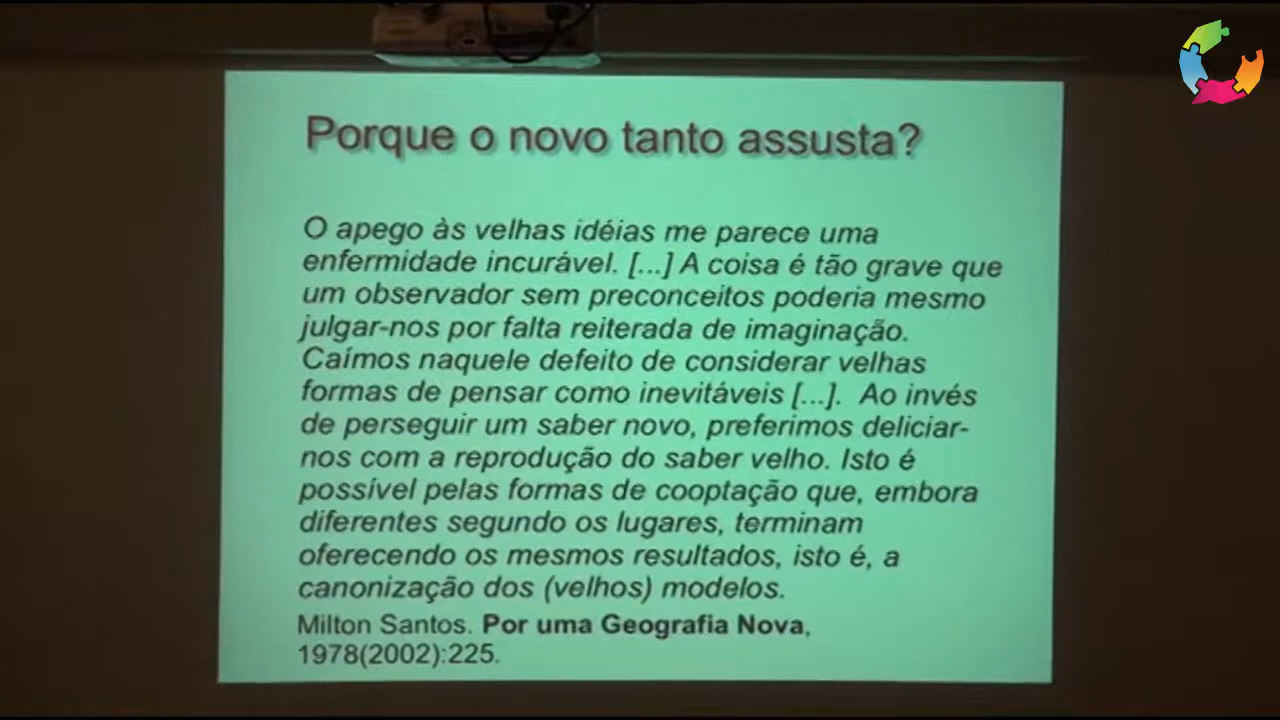 Porque o novo tanto assusta?
O apego às velhas idéias me parece uma
enfermidade incurável. [...] A coisa é tão grave que
um observador sem preconceitos poderia mesmo
julgar-nos por falta reiterada de imaginação.
Caímos naquele defeito de considerar velhas
formas de pensar como inevitáveis [...]. Ao invés
de perseguir um saber novo, preferimos deliciar-
nos com a reprodução do saber velho. Isto é
possível pelas formas de cooptação que, embora
diferentes segundo os lugares, terminam
oferecendo os mesmos resultados, isto é, a
canonização dos (velhos) modelos.
Milton Santos. Por uma Geografia Nova,
1978(2002):225.